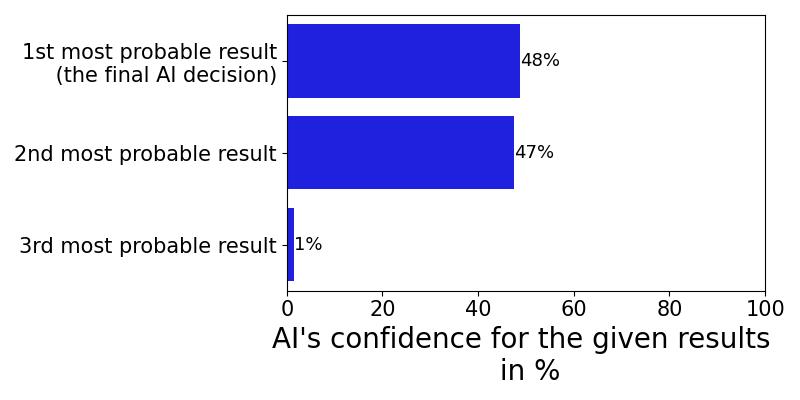 1st most probable result
(the final AI decision)
48%
2nd most probable result
47%
3rd most probable result
1%
0 20 40 60 80 100
AI's confidence for the given results
in %